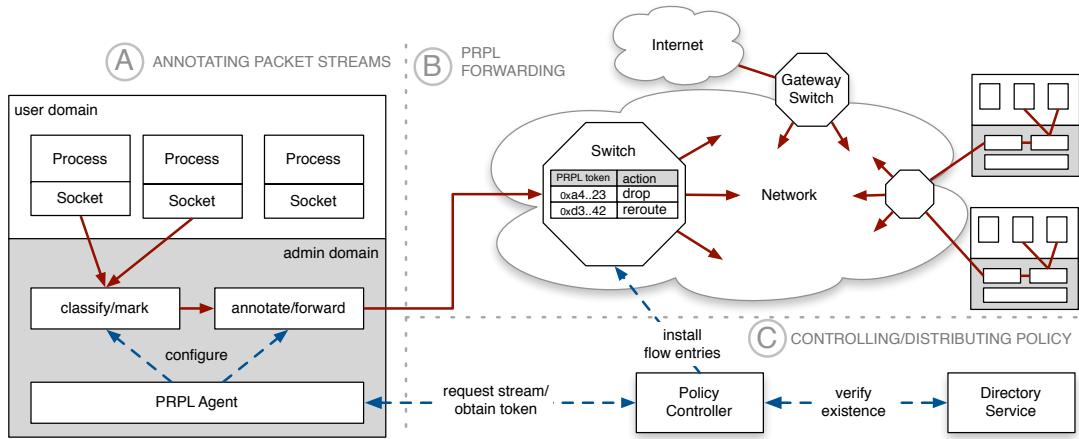 A ANNOTATING PACKET STREAMS
user domain
Process
Socket
Process
Socket
Process
Socket
admin domain
classify/mark
annotate/forward
configure
PRPL Agent
B PRPL
FORWARDING
Internet
Gateway
Switch
Switch
PRPL token action
0xa4..23 drop
0xd3..42 reroute
Network
C CONTROLLING/DISTRIBUTING POLICY
install
flow entries
request stream/
obtain token
Policy
Controller
verify
existence
Directory
Service